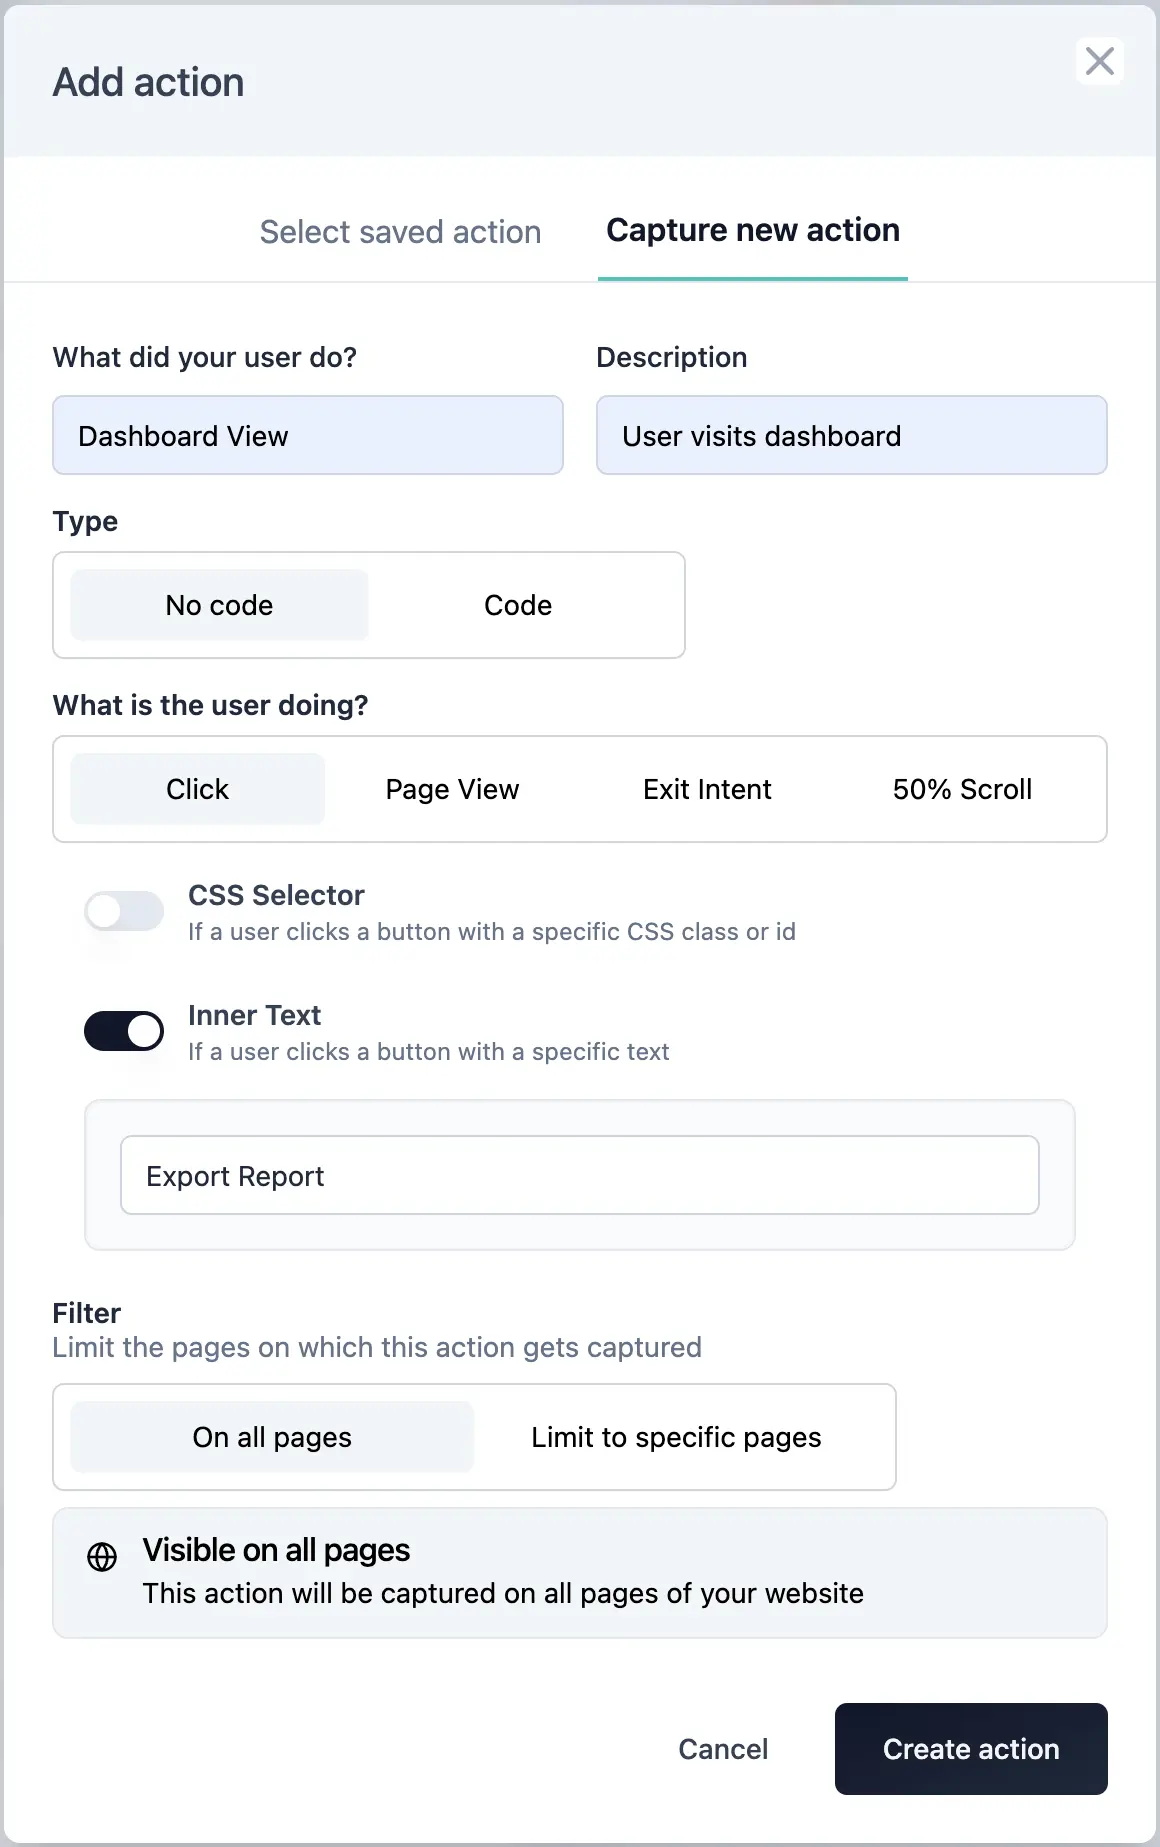 Add action
Select saved action
Capture new action
What did your user do?
Description
Dashboard View
User visits dashboard
Type
No code
Code
What is the user doing?
Click
Page View
Exit Intent
50% Scroll
CSS Selector
If a user clicks a button with a specific CSS class or id
Inner Text
If a user clicks a button with a specific text
Export Report
Filter
Limit the pages on which this action gets captured
On all pages
Limit to specific pages
Visible on all pages
This action will be captured on all pages of your website
Cancel
Create action